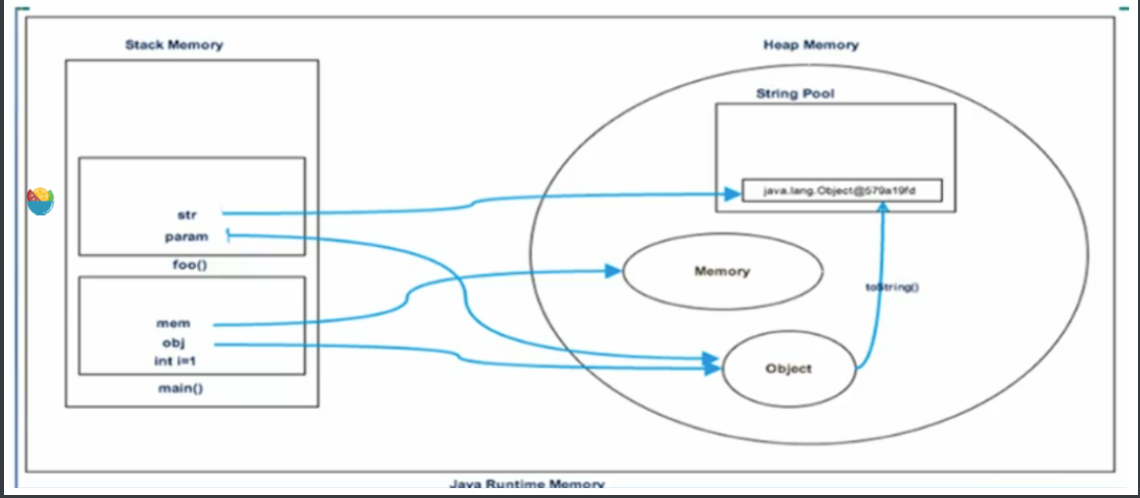 Stack Memory
Heap Memory
String Pool
java.lang.Object@579a19fd
str
param
foo()
Memory
toString()
mem
obj
int i=1
main()
Object
Java Runtime Memory